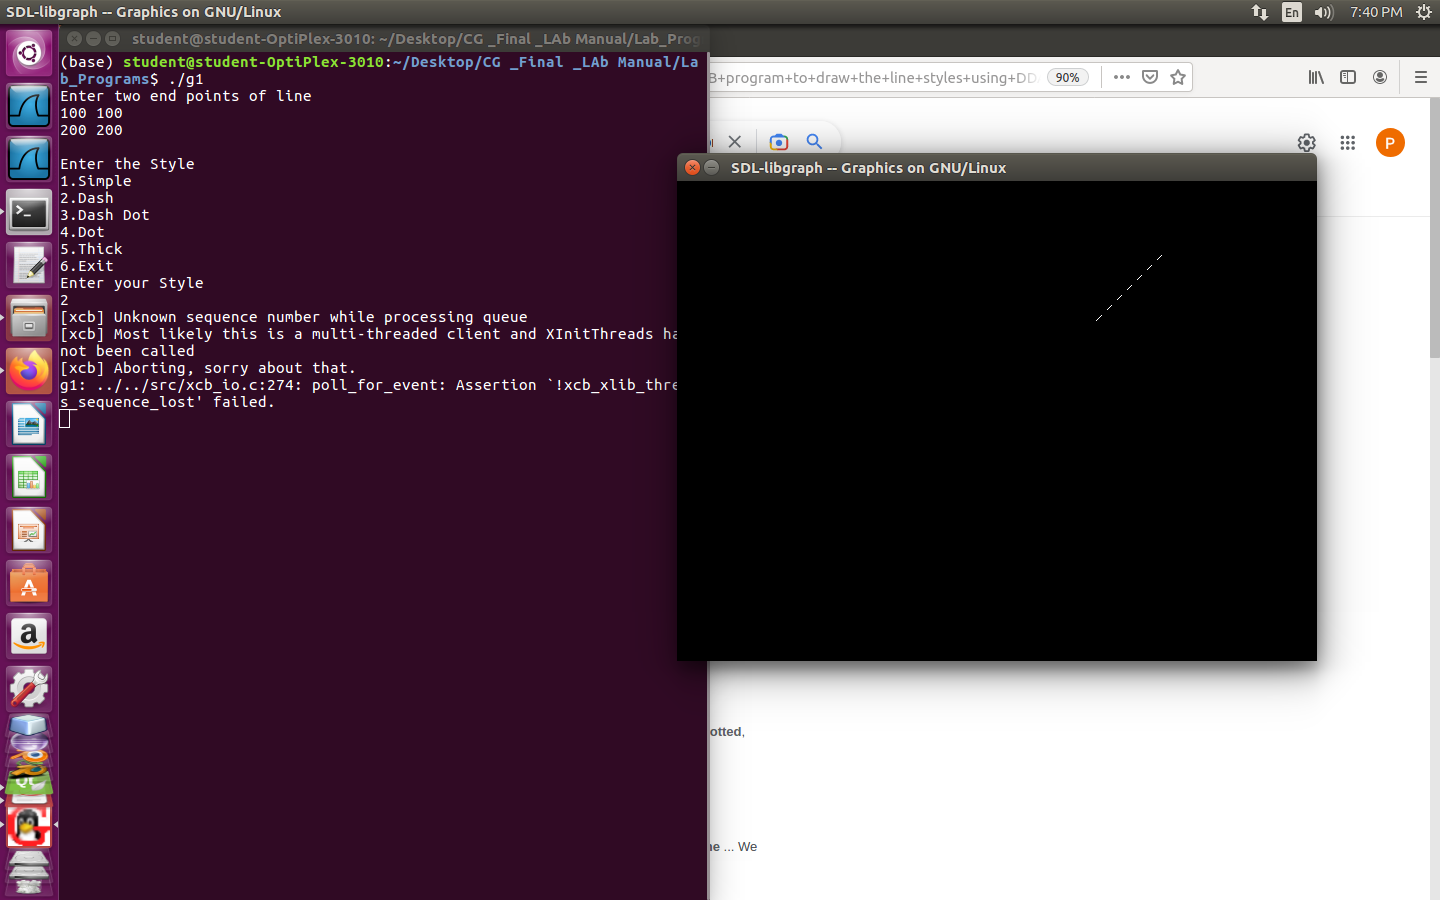 SDL-libgraph -- Graphics on GNU/Linux
En
7:40 PM
student@student-OptiPlex-3010: ~/Desktop/CG _Final _LAb Manual/Lab_Prog
(base) student@student-OptiPlex-3010:~/Desktop/CG _Final _LAb Manual/La
b_Programs$ ./g1
Enter two end points of line
100 100
200 200
Enter the Style
1.Simple
2.Dash
3.Dash Dot
4.Dot
5.Thick
6.Exit
Enter your Style
2
[xcb] Unknown sequence number while processing queue
[xcb] Most likely this is a multi-threaded client and XInitThreads ha
not been called
[xcb] Aborting, sorry about that.
g1: ../../src/xcb_io.c:274: poll_for_event: Assertion `!xcb_xlib_thre
s_sequence_lost' failed.
B+program+to+draw+the+line+styles+using+DD
90%
P
SDL-libgraph -- Graphics on GNU/Linux
otted,
ne ... We
a
QC